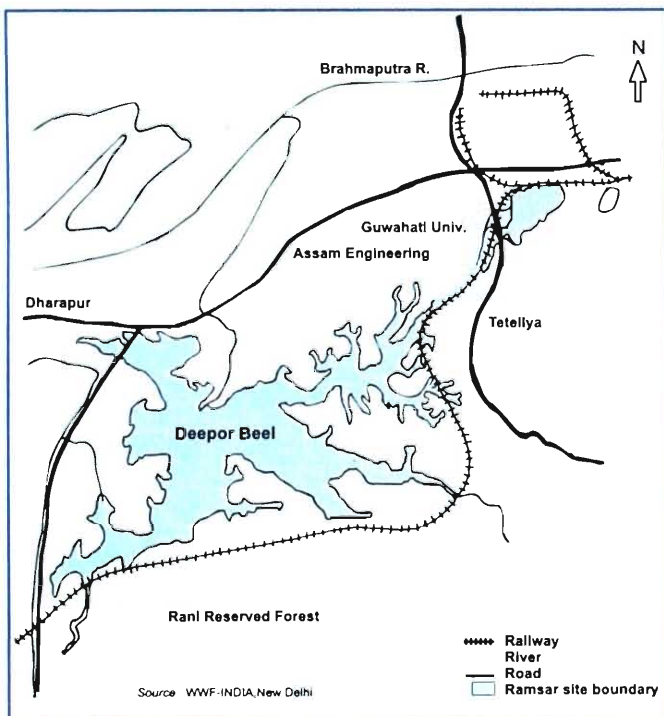 Brahmaputra R.
N
Guwahati Univ.
Assam Engineering
Dharapur
Tetellya
Deepor Beel
Rani Reserved Forest
Railway
River
Road
Ramsar site boundary
Source WWF-INDIA, New Delhi